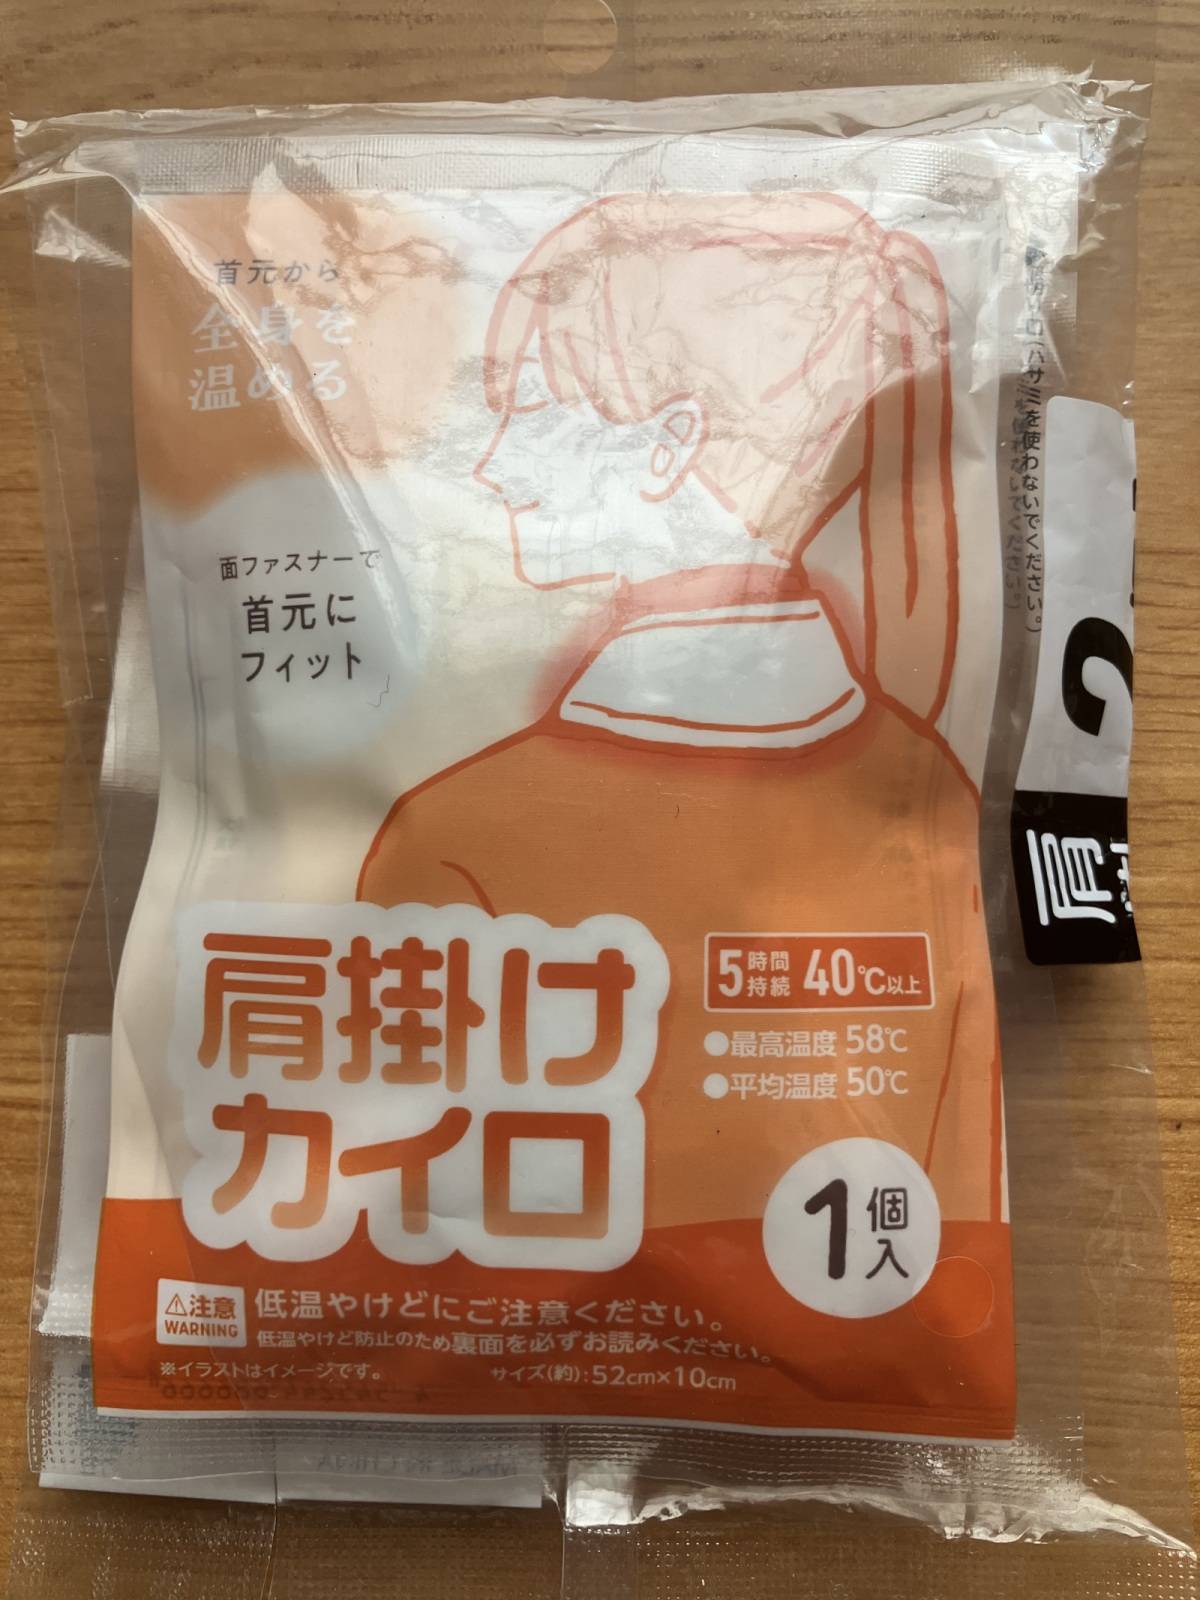 首元から
全身を
温める
面ファスナーで
首元に
フィット
(ハサミを使わないでください。)
2
肩
肩掛け
カイロ
5時間持続 40℃以上
●最高温度 58℃
●平均温度 50℃
1個入
⚠注意
WARNING
低温やけどにご注意ください。
低温やけど防止のため裏面を必ずお読みください。
※イラストはイメージです。 サイズ(約):52cm×10cm
MADE IN CHINA